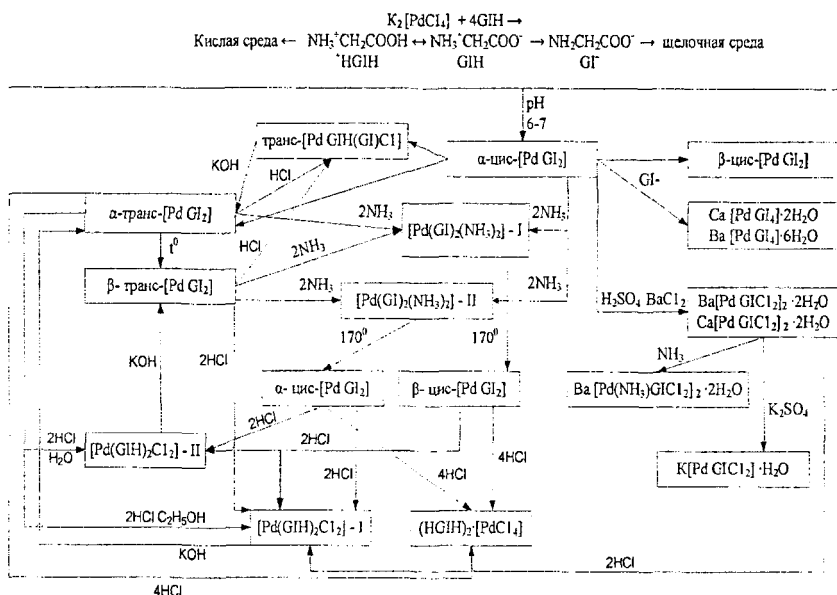 K₂[PdCl₄] + 4GlH →
Кислая среда ← NH₃⁺CH₂COOH ↔ NH₃⁺CH₂COO⁻ → NH₂CH₂COO⁻ → щелочная среда
⁺HGlH GlH Gl⁻
pH
6-7
транс-[Pd GlH(Gl)Cl]
α-цис-[Pd Gl₂]
β-цис-[Pd Gl₂]
KOH
HCl
Gl-
α-транс-[Pd Gl₂]
2NH₃
[Pd(Gl)₂(NH₃)₂] - I
2NH₃
Ca [Pd Gl₄]·2H₂O
Ba [Pd Gl₄]·6H₂O
t⁰
HCl
2NH₃
β- транс-[Pd Gl₂]
2NH₃
[Pd(Gl)₂(NH₃)₂] - II
2NH₃
H₂SO₄ BaCl₂
Ba[Pd GlCl₂]₂ ·2H₂O
Ca[Pd GlCl₂]₂ ·2H₂O
170⁰
170⁰
KOH
2HCl
NH₃
α- цис-[Pd Gl₂]
β- цис-[Pd Gl₂]
Ba [Pd(NH₃)GlCl₂]₂ ·2H₂O
K₂SO₄
2HCl
2HCl
H₂O
[Pd(GlH)₂Cl₂] - II
2HCl
2HCl
4HCl
4HCl
K[Pd GlCl₂] ·H₂O
2HCl C₂H₅OH
[Pd(GlH)₂Cl₂] - I
(HGlH)₂·[PdCl₄]
KOH
2HCl
4HCl